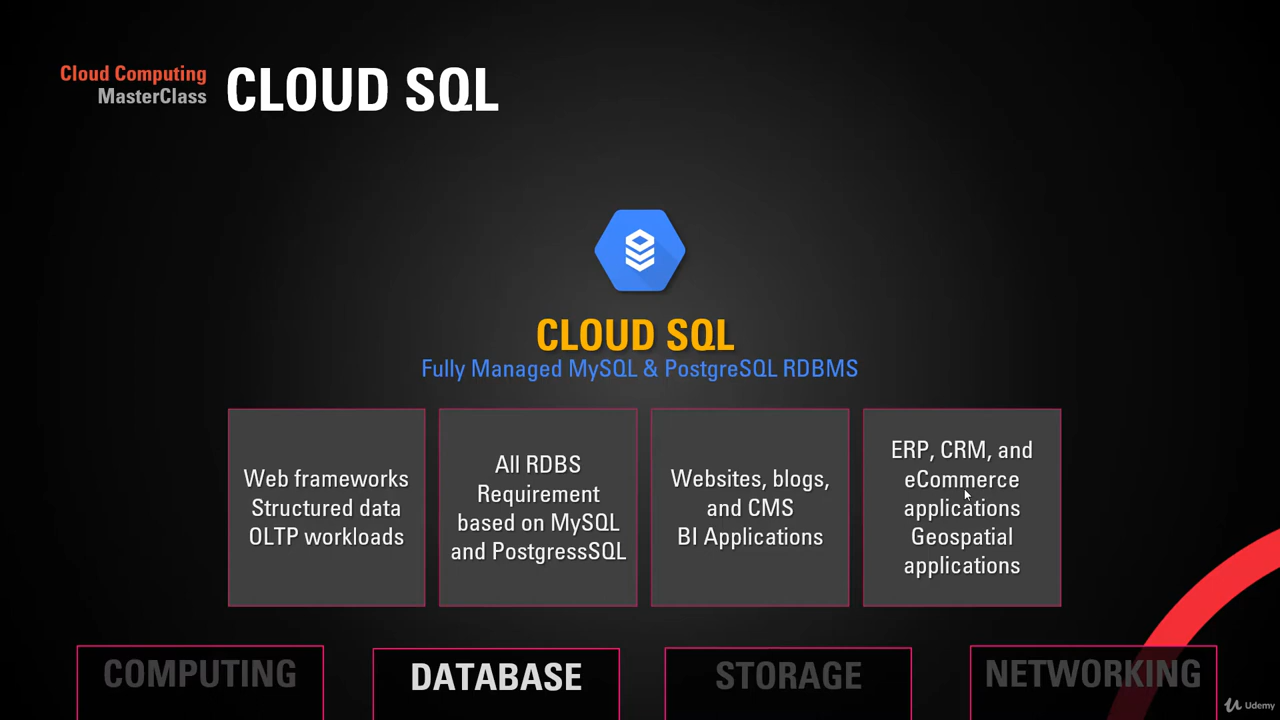 Cloud Computing
MasterClass
CLOUD SQL
CLOUD SQL
Fully Managed MySQL & PostgreSQL RDBMS
Web frameworks
Structured data
OLTP workloads
All RDBS
Requirement
based on MySQL
and PostgressSQL
Websites, blogs,
and CMS
BI Applications
ERP, CRM, and
eCommerce
applications
Geospatial
applications
COMPUTING
DATABASE
STORAGE
NETWORKING
Udemy